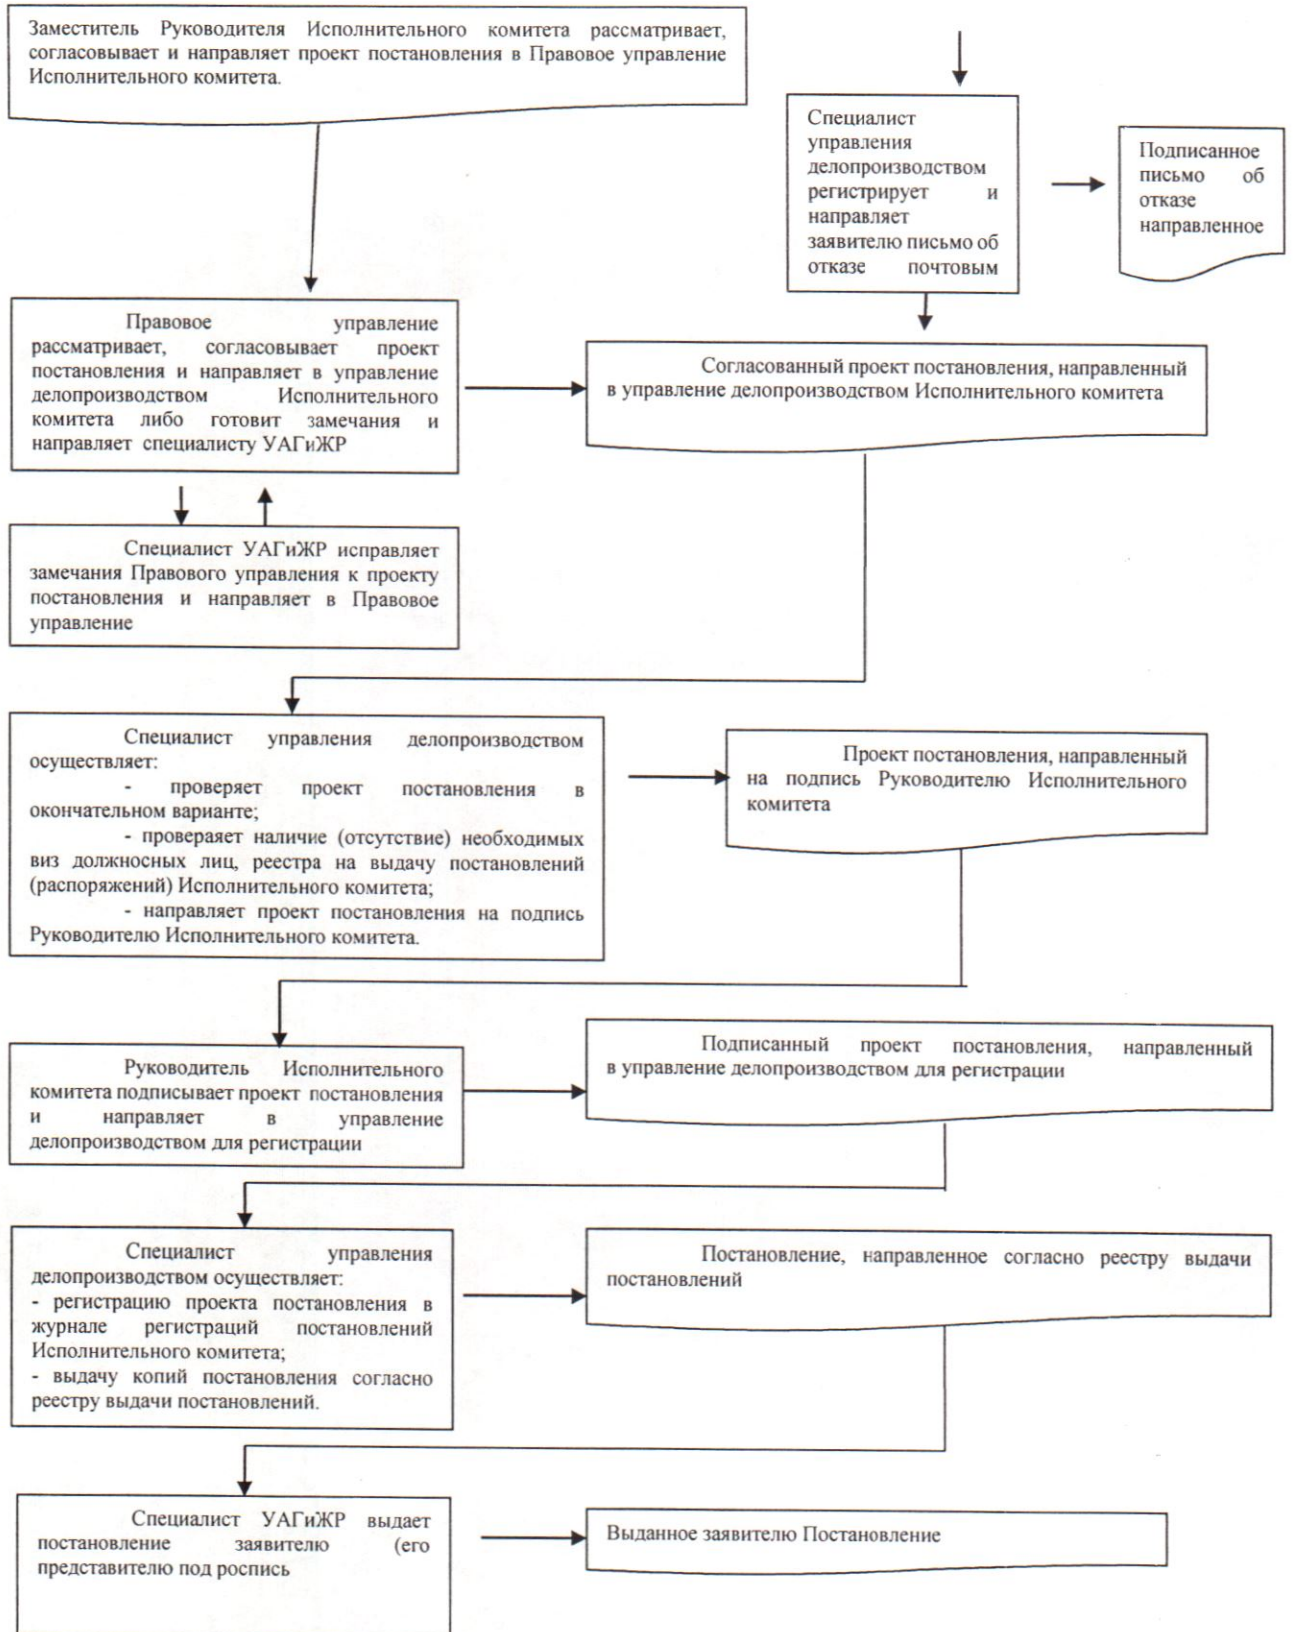 Заместитель Руководителя Исполнительного комитета рассматривает,
согласовывает и направляет проект постановления в Правовое управление
Исполнительного комитета.
Специалист
управления
делопроизводством
регистрирует и
направляет
заявителю письмо об
отказе почтовым
Подписанное
письмо об
отказе
направленное
Правовое управление
рассматривает, согласовывает проект
постановления и направляет в управление
делопроизводством Исполнительного
комитета либо готовит замечания и
направляет специалисту УАГиЖР
Согласованный проект постановления, направленный
в управление делопроизводством Исполнительного комитета
Специалист УАГиЖР исправляет
замечания Правового управления к проекту
постановления и направляет в Правовое
управление
Специалист управления делопроизводством
осуществляет:
- проверяет проект постановления в
окончательном варианте;
- провераяет наличие (отсутствие) необходимых
виз должносных лиц, реестра на выдачу постановлений
(распоряжений) Исполнительного комитета;
- направляет проект постановления на подпись
Руководителю Исполнительного комитета.
Проект постановления, направленный
на подпись Руководителю Исполнительного
комитета
Руководитель Исполнительного
комитета подписывает проект постановления
и направляет в управление
делопроизводством для регистрации
Подписанный проект постановления, направленный
в управление делопроизводством для регистрации
Специалист управления
делопроизводством осуществляет:
- регистрацию проекта постановления в
журнале регистраций постановлений
Исполнительного комитета;
- выдачу копий постановления согласно
реестру выдачи постановлений.
Постановление, направленное согласно реестру выдачи
постановлений
Специалист УАГиЖР выдает
постановление заявителю (его
представителю под роспись
Выданное заявителю Постановление